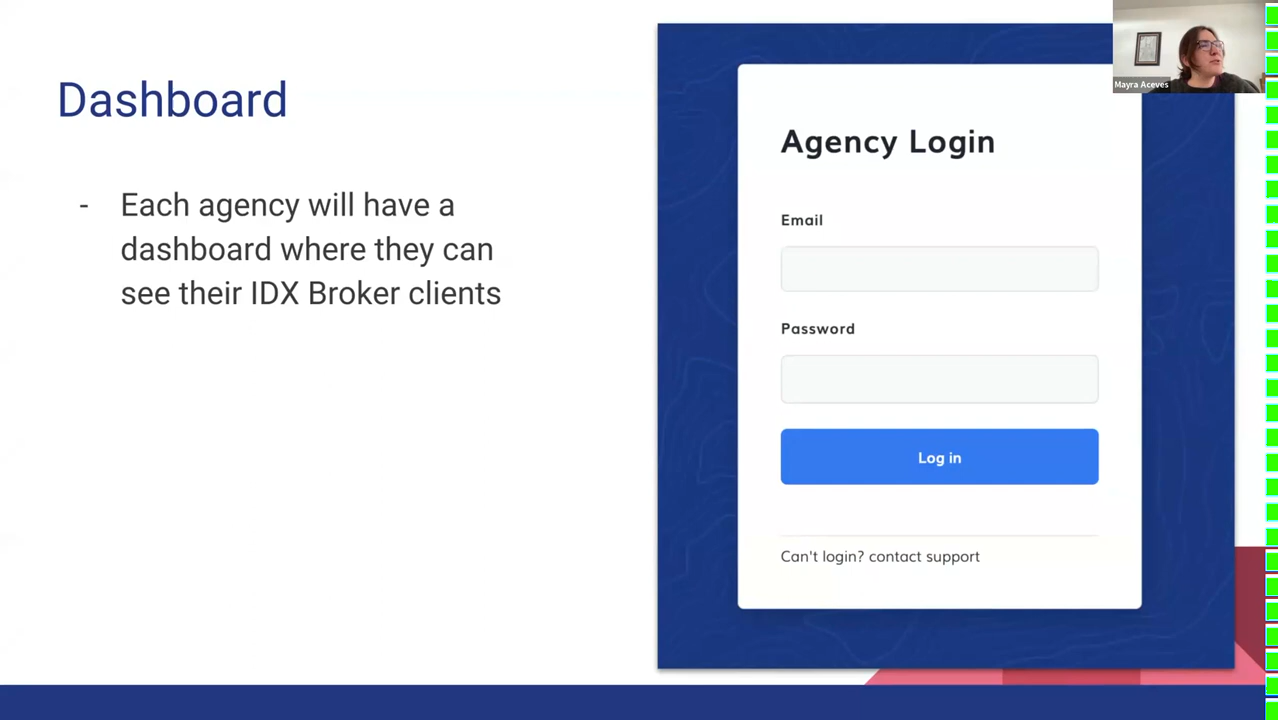 Dashboard
- Each agency will have a
dashboard where they can
see their IDX Broker clients
Agency Login
Email
Password
Log in
Can't login? contact support
Mayra Aceves